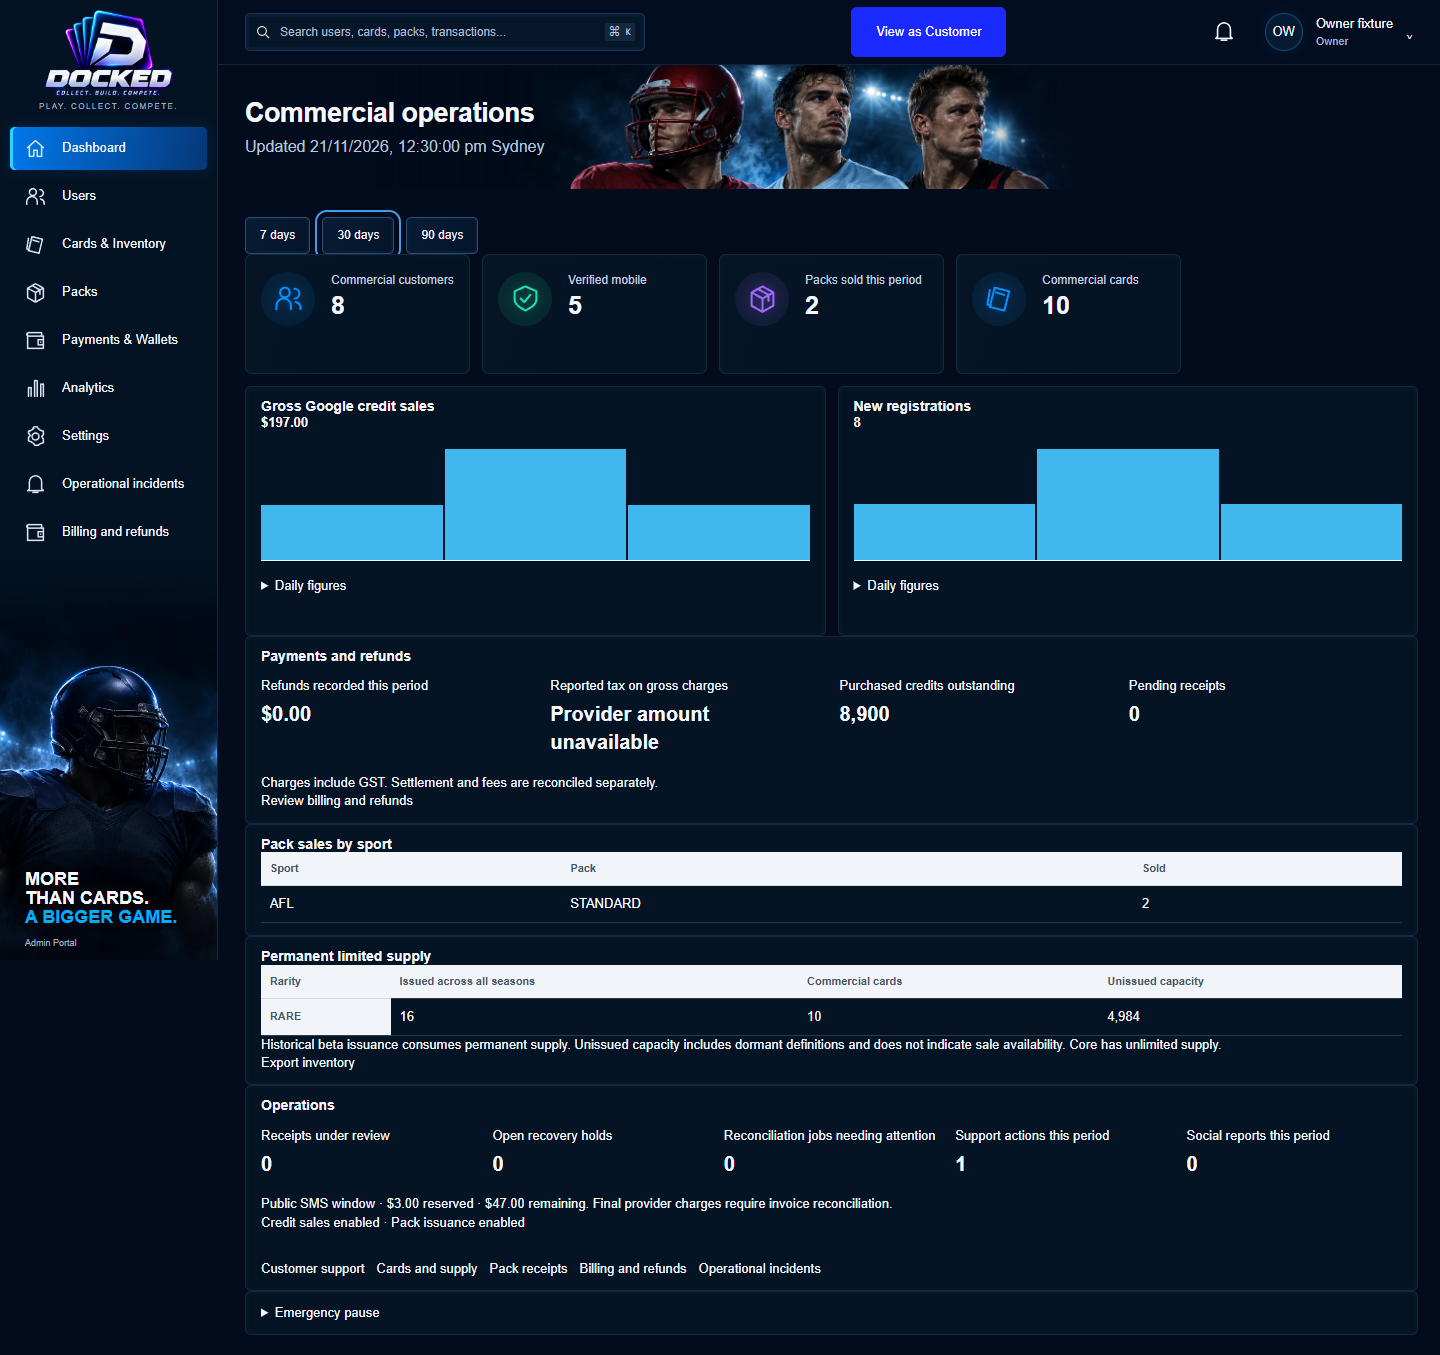 DOCKED
COLLECT. BUILD. COMPETE.
PLAY. COLLECT. COMPETE.
Search users, cards, packs, transactions...
⌘ K
View as Customer
OW
Owner fixture
Owner
Dashboard
Users
Cards & Inventory
Packs
Payments & Wallets
Analytics
Settings
Operational incidents
Billing and refunds
MORE
THAN CARDS.
A BIGGER GAME.
Admin Portal
Commercial operations
Updated 21/11/2026, 12:30:00 pm Sydney
7 days
30 days
90 days
Commercial customers
8
Verified mobile
5
Packs sold this period
2
Commercial cards
10
Gross Google credit sales
$197.00
Daily figures
New registrations
8
Daily figures
Payments and refunds
Refunds recorded this period
$0.00
Reported tax on gross charges
Provider amount
unavailable
Purchased credits outstanding
8,900
Pending receipts
0
Charges include GST. Settlement and fees are reconciled separately.
Review billing and refunds
Pack sales by sport
Sport Pack Sold
AFL STANDARD 2
Permanent limited supply
Rarity Issued across all seasons Commercial cards Unissued capacity
RARE 16 10 4,984
Historical beta issuance consumes permanent supply. Unissued capacity includes dormant definitions and does not indicate sale availability. Core has unlimited supply.
Export inventory
Operations
Receipts under review
0
Open recovery holds
0
Reconciliation jobs needing attention
0
Support actions this period
1
Social reports this period
0
Public SMS window · $3.00 reserved · $47.00 remaining. Final provider charges require invoice reconciliation.
Credit sales enabled · Pack issuance enabled
Customer support Cards and supply Pack receipts Billing and refunds Operational incidents
Emergency pause